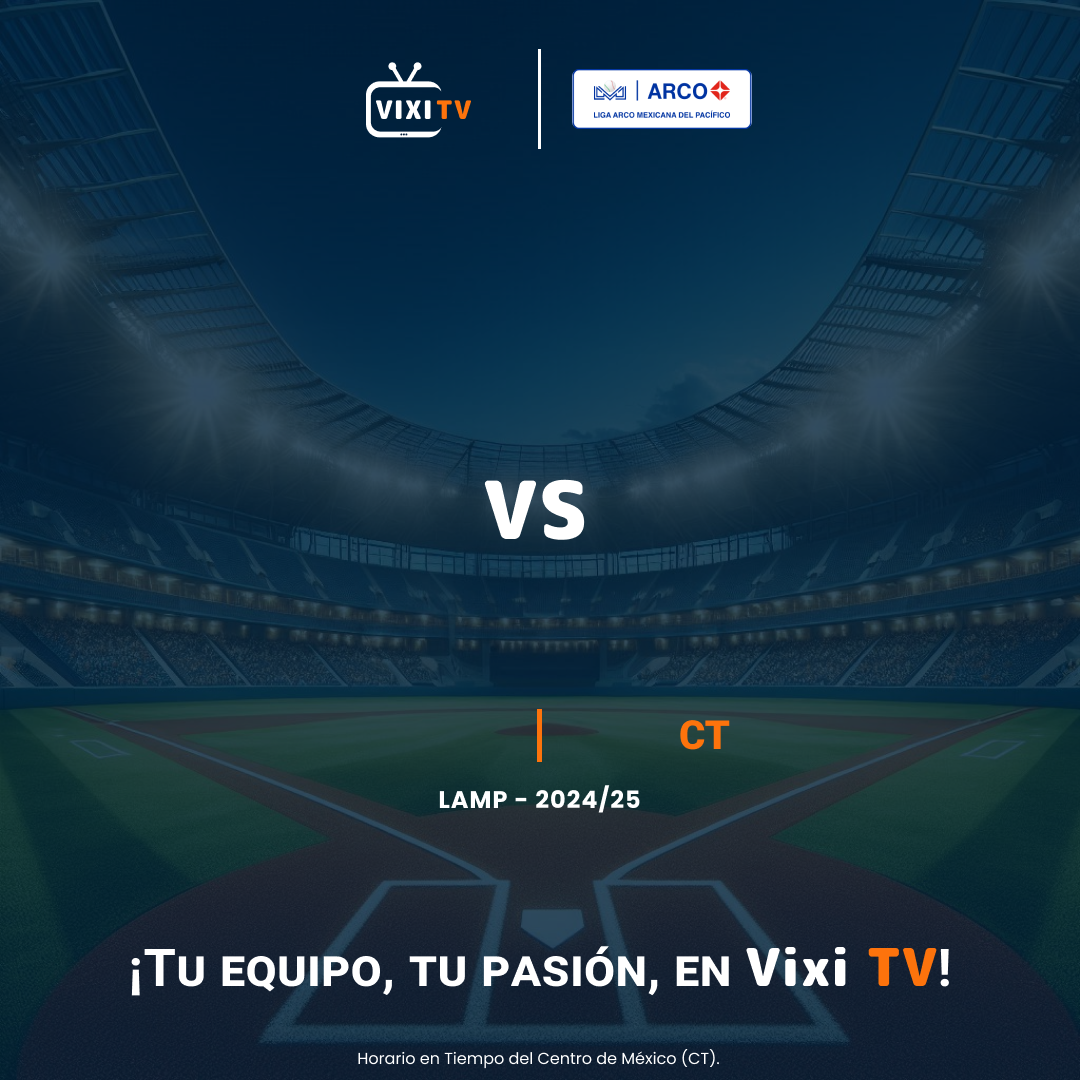 VIXI TV
ARCO
LIGA ARCO MEXICANA DEL PACÍFICO
VS
CT
LAMP - 2024/25
¡TU EQUIPO, TU PASIÓN, EN Vixi TV!
Horario en Tiempo del Centro de México (CT).